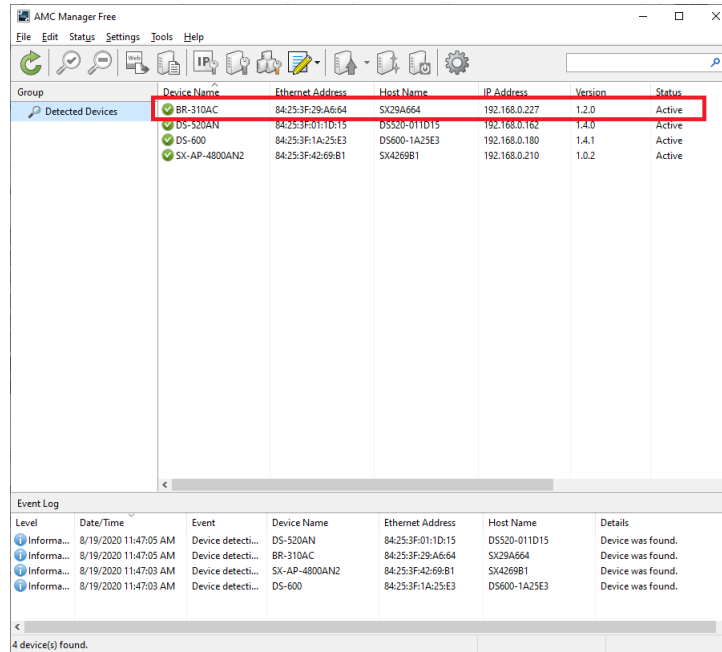 AMC Manager Free
File Edit Status Settings Tools Help
Web IP
Group Device Name Ethernet Address Host Name IP Address Version Status
Detected Devices BR-310AC 84:25:3F:29:A6:64 SX29A664 192.168.0.227 1.2.0 Active
DS-520AN 84:25:3F:01:1D:15 DS520-011D15 192.168.0.162 1.4.0 Active
DS-600 84:25:3F:1A:25:E3 DS600-1A25E3 192.168.0.180 1.4.1 Active
SX-AP-4800AN2 84:25:3F:42:69:B1 SX4269B1 192.168.0.210 1.0.2 Active
Event Log
Level Date/Time Event Device Name Ethernet Address Host Name Details
Informa... 8/19/2020 11:47:05 AM Device detecti... DS-520AN 84:25:3F:01:1D:15 DS520-011D15 Device was found.
Informa... 8/19/2020 11:47:05 AM Device detecti... BR-310AC 84:25:3F:29:A6:64 SX29A664 Device was found.
Informa... 8/19/2020 11:47:03 AM Device detecti... SX-AP-4800AN2 84:25:3F:42:69:B1 SX4269B1 Device was found.
Informa... 8/19/2020 11:47:03 AM Device detecti... DS-600 84:25:3F:1A:25:E3 DS600-1A25E3 Device was found.
4 device(s) found.